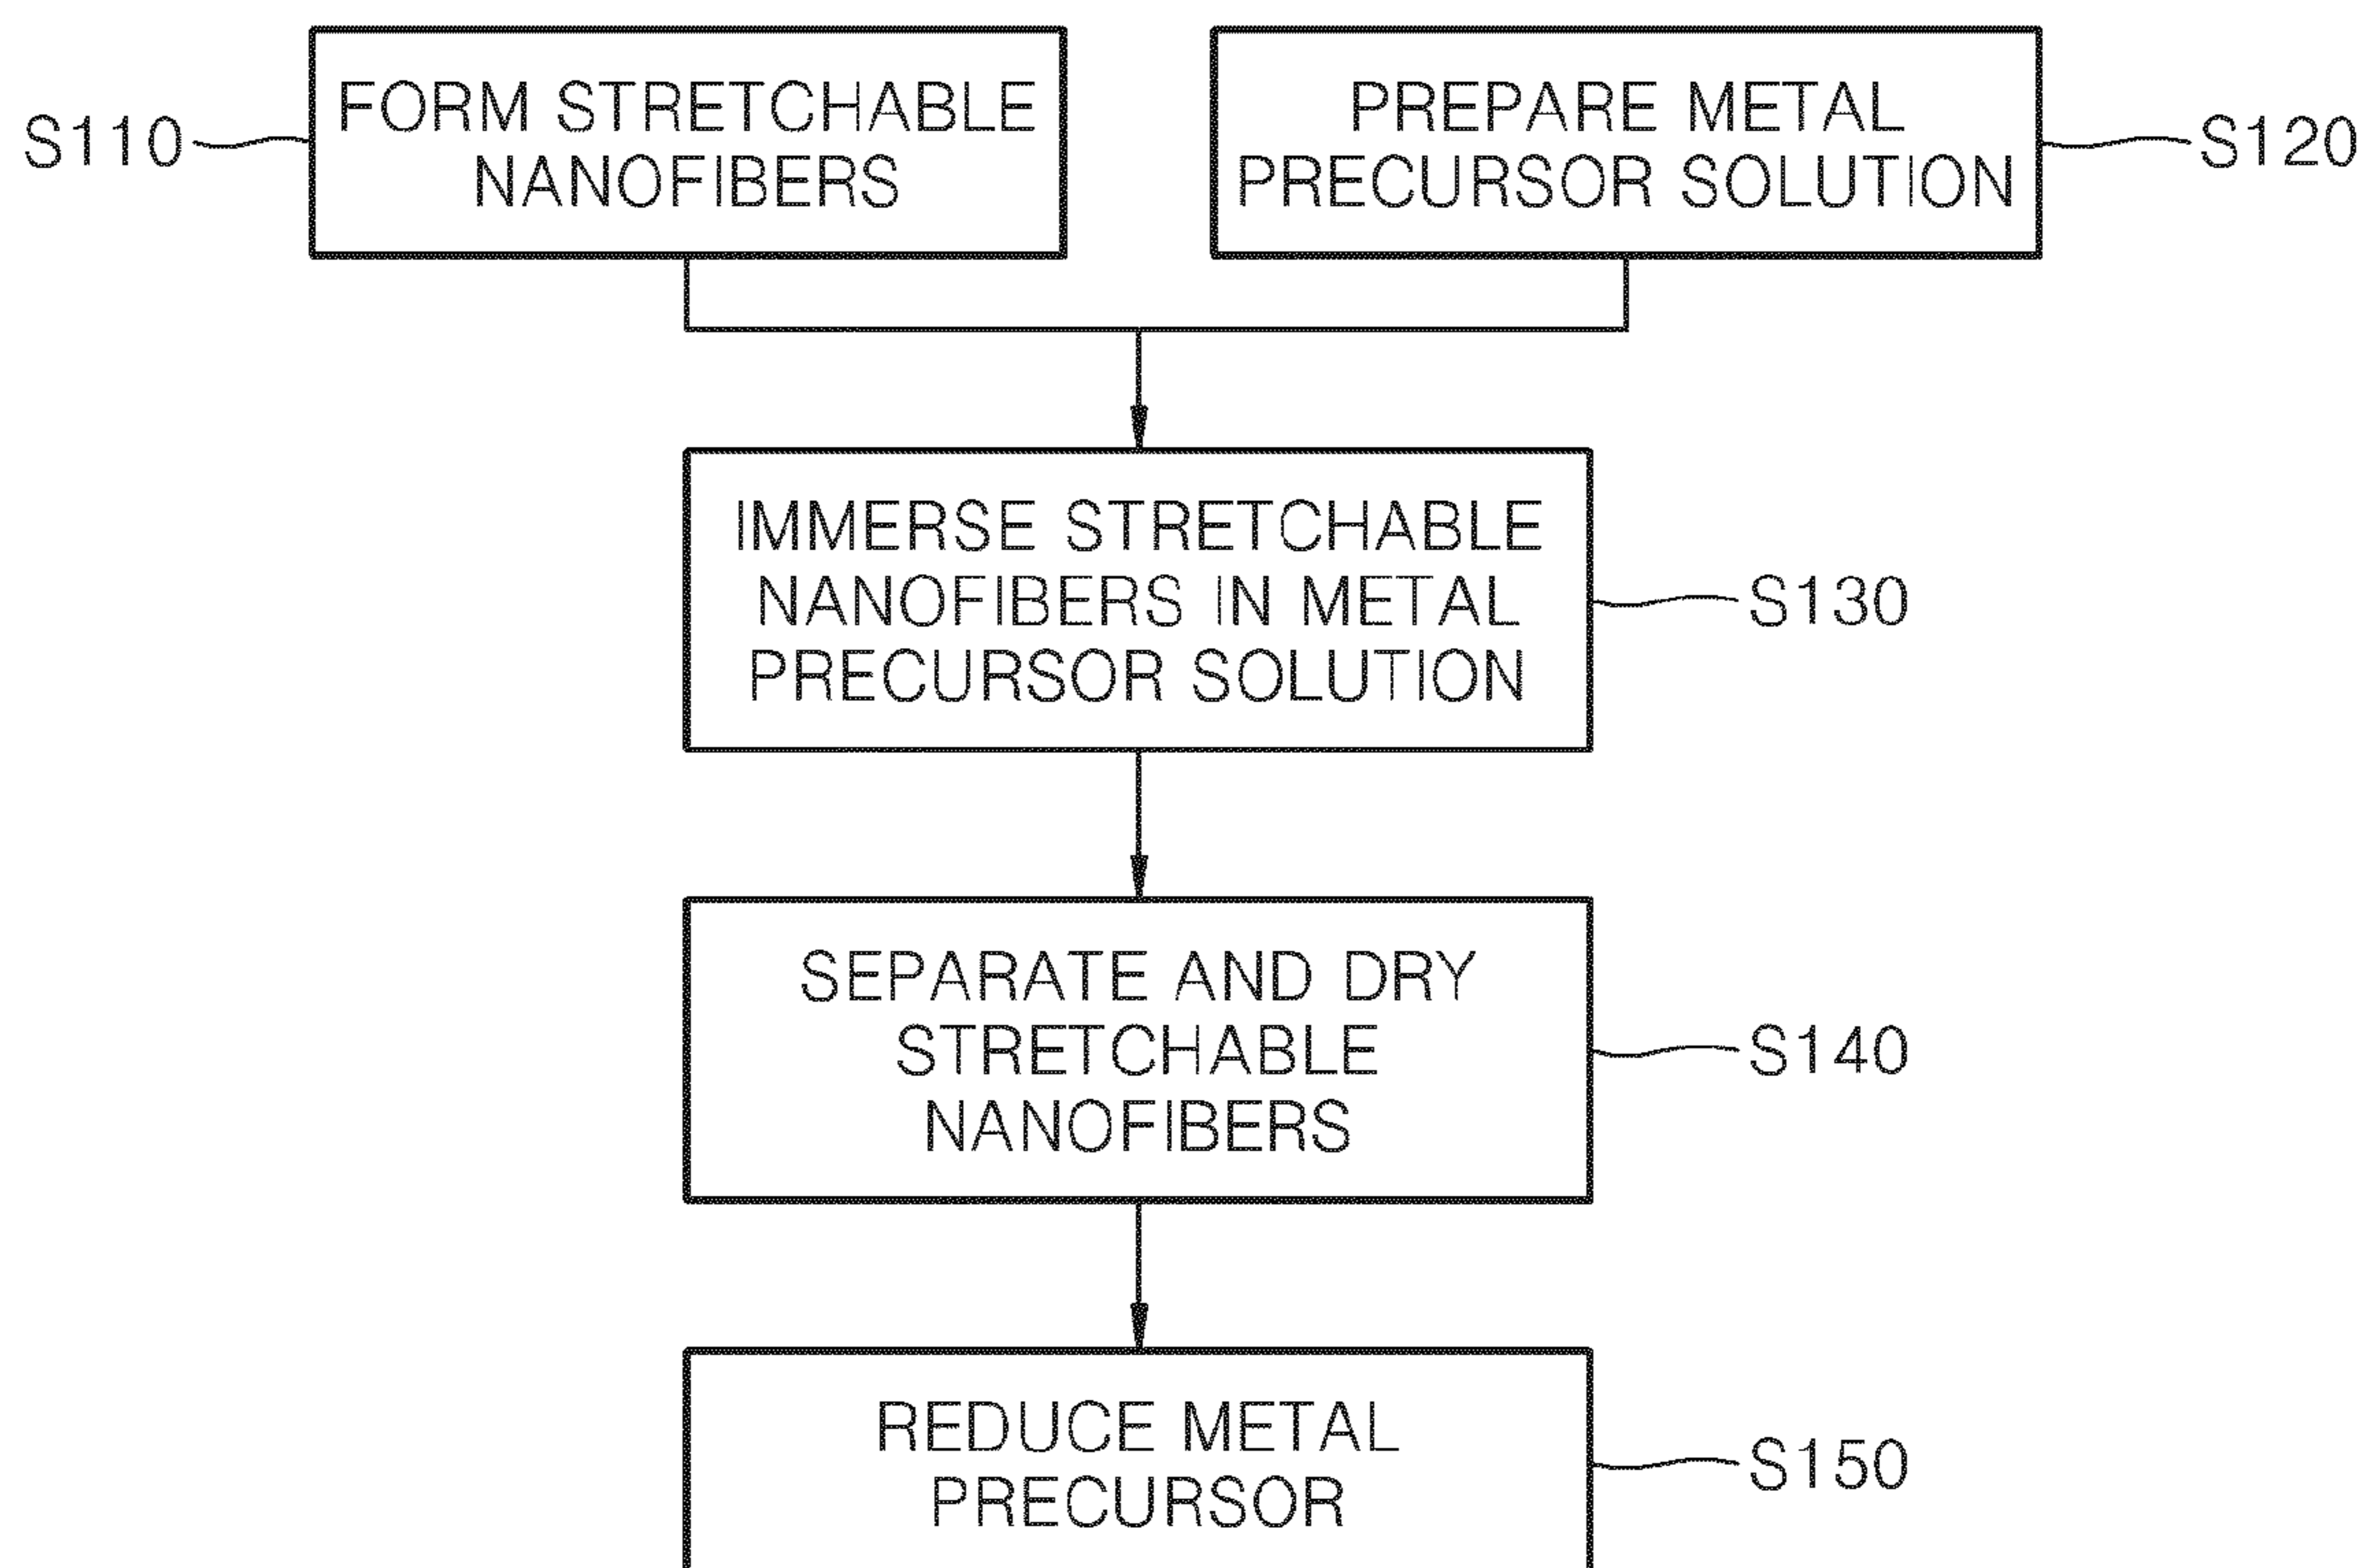 S110
FORM STRETCHABLE
NANOFIBERS
PREPARE METAL
PRECURSOR SOLUTION
S120
IMMERSE STRETCHABLE
NANOFIBERS IN METAL
PRECURSOR SOLUTION
S130
SEPARATE AND DRY
STRETCHABLE
NANOFIBERS
S140
REDUCE METAL
PRECURSOR
S150